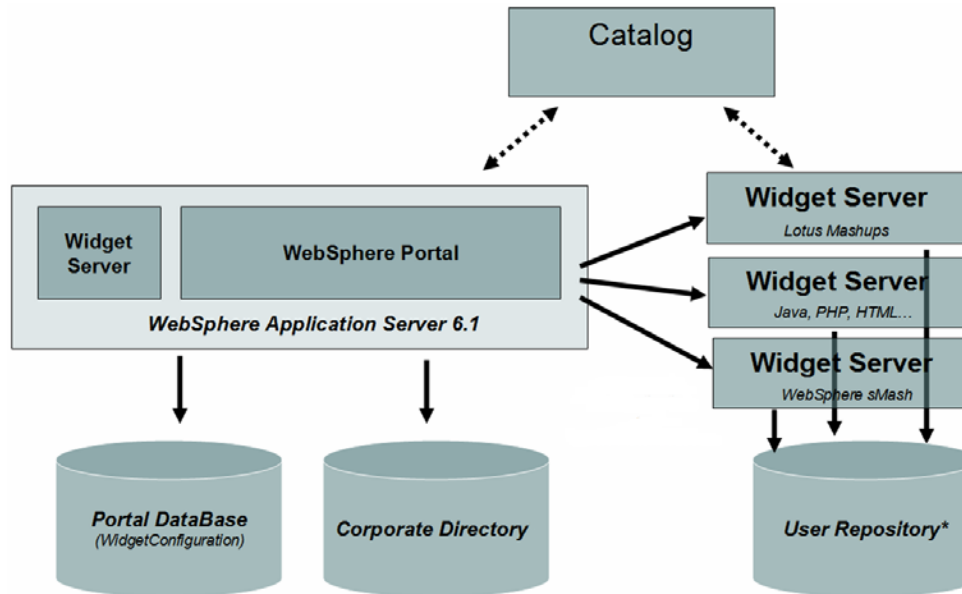 Catalog
Widget
Server
WebSphere Portal
WebSphere Application Server 6.1
Widget Server
Lotus Mashups
Widget Server
Java, PHP, HTML...
Widget Server
WebSphere sMash
Portal DataBase
(WidgetConfiguration)
Corporate Directory
User Repository*